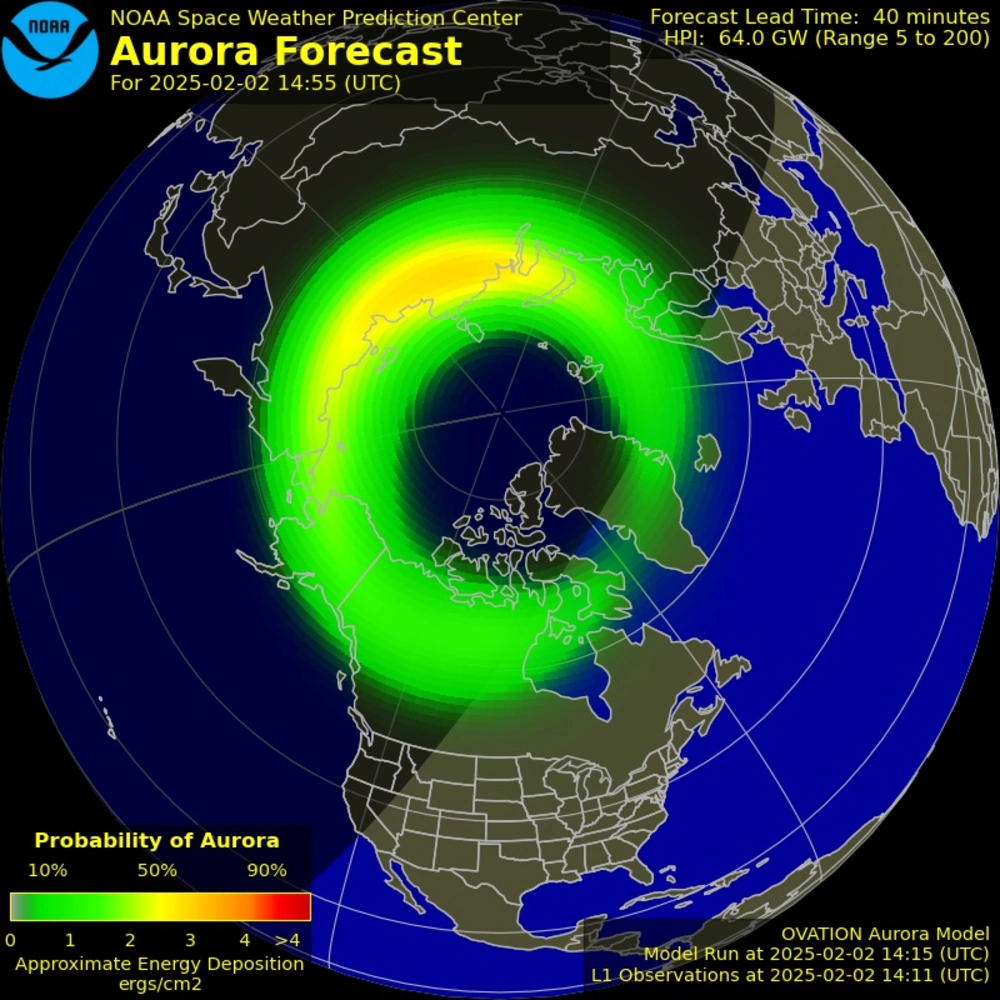 NOAA
NOAA Space Weather Prediction Center
Aurora Forecast
For 2025-02-02 14:55 (UTC)
Forecast Lead Time: 40 minutes
HPI: 64.0 GW (Range 5 to 200)
Probability of Aurora
10% 50% 90%
0 1 2 3 4 >4
Approximate Energy Deposition
ergs/cm2
OVATION Aurora Model
Model Run at 2025-02-02 14:15 (UTC)
L1 Observations at 2025-02-02 14:11 (UTC)